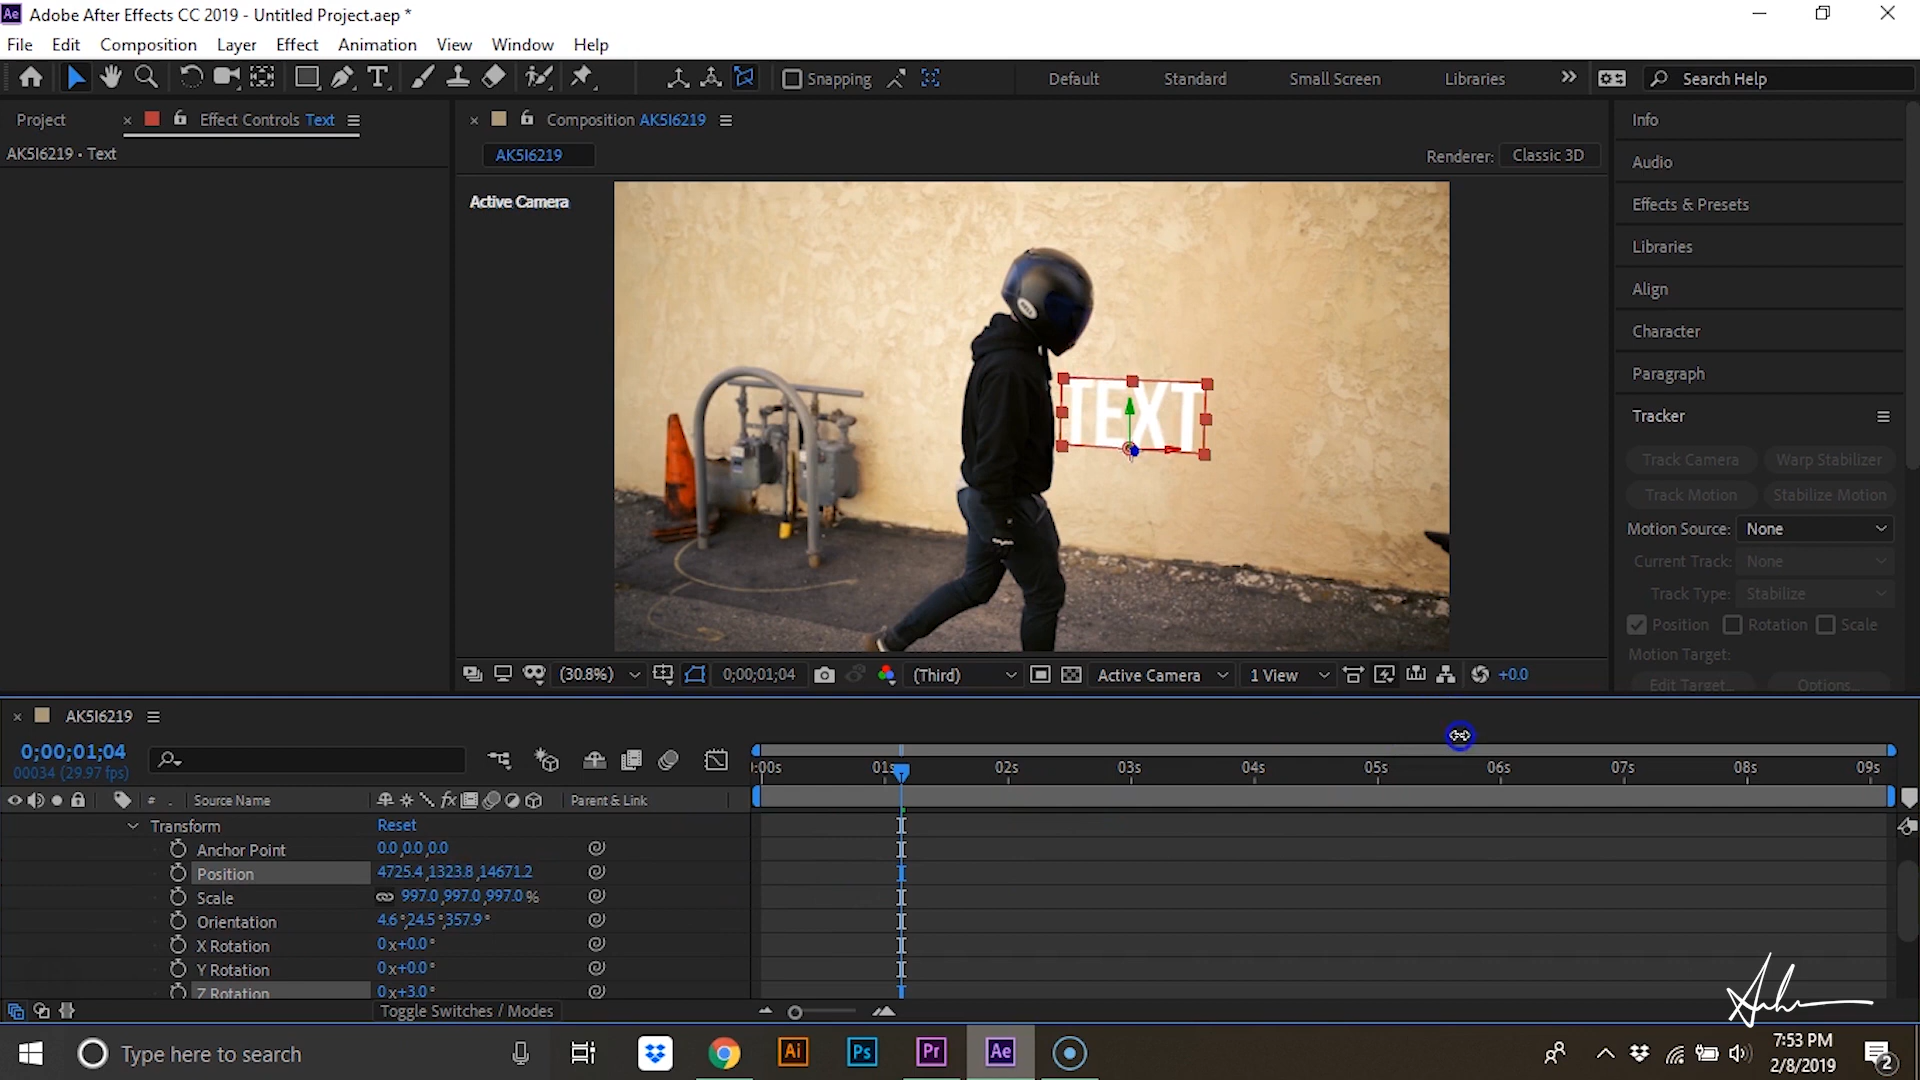 Adobe After Effects CC 2019 - Untitled Project.aep *
File Edit Composition Layer Effect Animation View Window Help
Snapping Default Standard Small Screen Libraries Search Help
Project Effect Controls Text
AK5I6219 • Text
Composition AK5I6219
AK5I6219
Renderer: Classic 3D
Active Camera
TEXT
Info
Audio
Effects & Presets
Libraries
Align
Character
Paragraph
Tracker
Track Camera Warp Stabilizer
Track Motion Stabilize Motion
Motion Source: None
Current Track: None
Track Type: Stabilize
Position Rotation Scale
Motion Target:
Edit Target... Options...
(30.8%) 0;00;01;04 (Third) Active Camera 1 View +0.0
AK5I6219
0;00;01;04
00034 (29.97 fps)
:00s 01s 02s 03s 04s 05s 06s 07s 08s 09s
# . Source Name fx Parent & Link
Transform Reset
Anchor Point 0.0,0.0,0.0
Position 4725.4,1323.8,14671.2
Scale 997.0,997.0,997.0%
Orientation 4.6°,24.5°,357.9°
X Rotation 0x+0.0°
Y Rotation 0x+0.0°
Z Rotation 0x+3.0°
Toggle Switches / Modes
Type here to search
Ai Ps Pr Ae
7:53 PM
2/8/2019
2